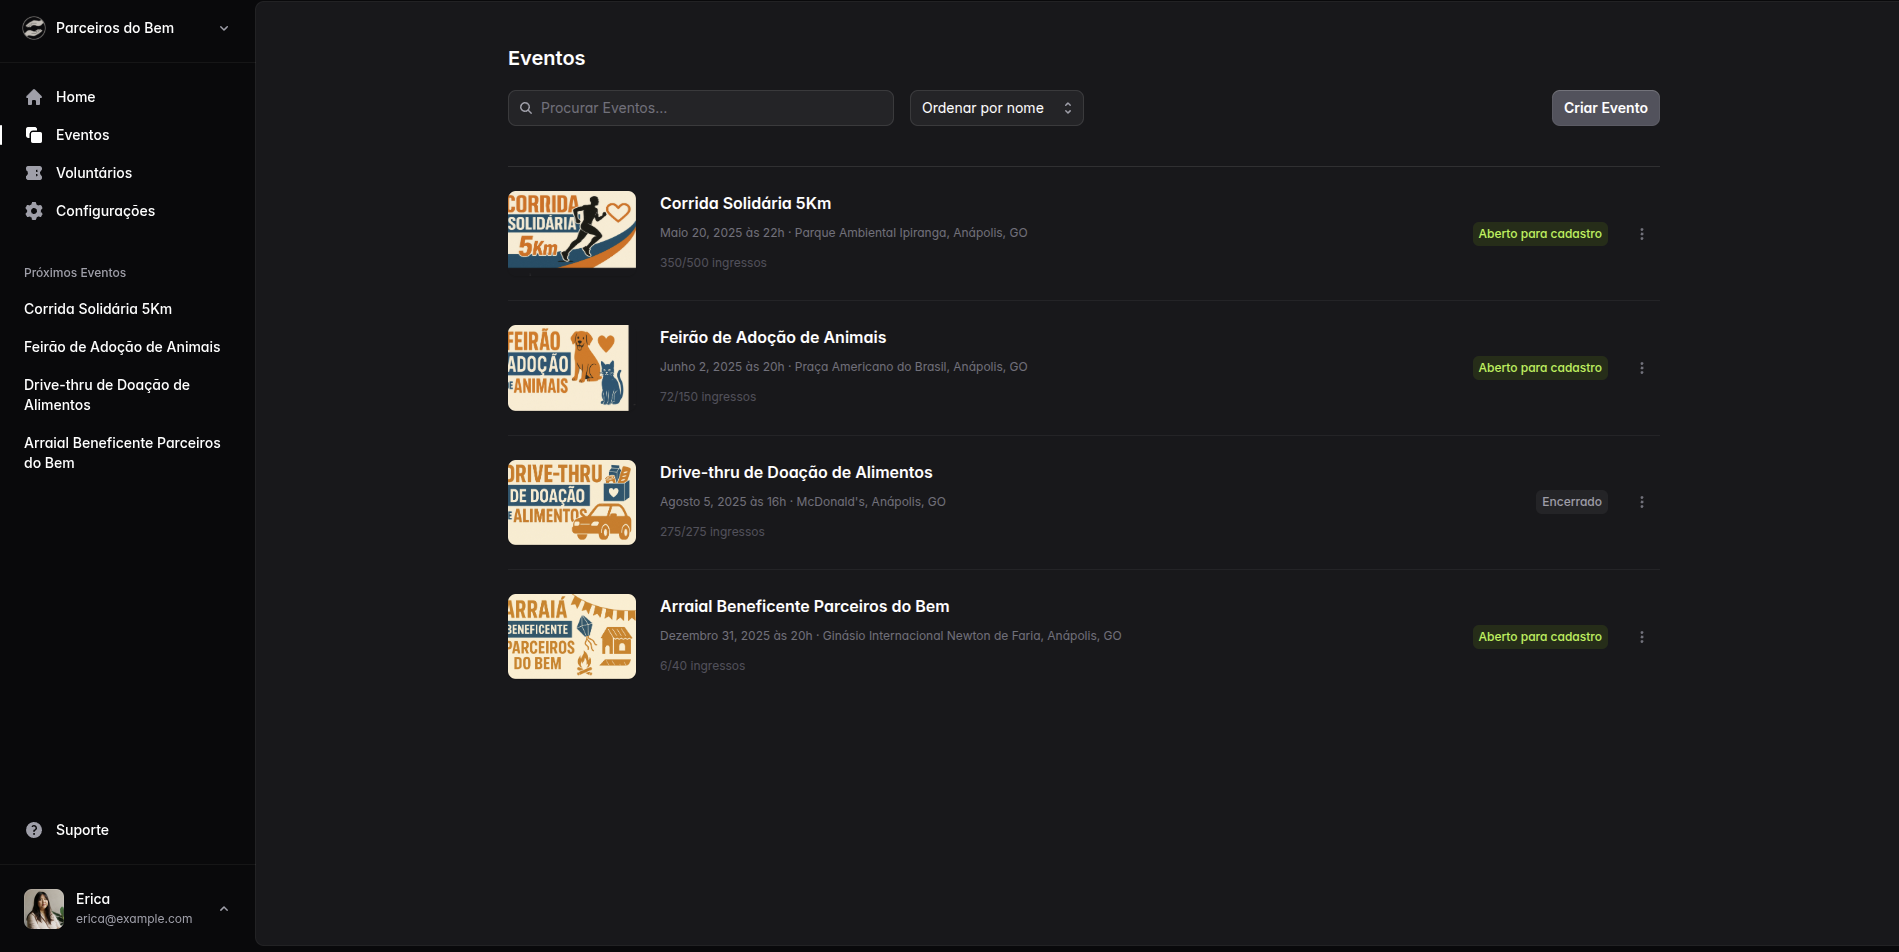 Parceiros do Bem
Home
Eventos
Voluntários
Configurações
Próximos Eventos
Corrida Solidária 5Km
Feirão de Adoção de Animais
Drive-thru de Doação de
Alimentos
Arraial Beneficente Parceiros
do Bem
Suporte
Erica
erica@example.com
Eventos
Procurar Eventos...
Ordenar por nome
Criar Evento
CORRIDA
SOLIDÁRIA
5Km
Corrida Solidária 5Km
Maio 20, 2025 às 22h · Parque Ambiental Ipiranga, Anápolis, GO
350/500 ingressos
Aberto para cadastro
FEIRÃO
ADOÇÃO
DE ANIMAIS
Feirão de Adoção de Animais
Junho 2, 2025 às 20h · Praça Americano do Brasil, Anápolis, GO
72/150 ingressos
Aberto para cadastro
DRIVE-THRU
DE DOAÇÃO
DE ALIMENTOS
Drive-thru de Doação de Alimentos
Agosto 5, 2025 às 16h · McDonald's, Anápolis, GO
275/275 ingressos
Encerrado
ARRAIÁ
BENEFICENTE
PARCEIROS
DO BEM
Arraial Beneficente Parceiros do Bem
Dezembro 31, 2025 às 20h · Ginásio Internacional Newton de Faria, Anápolis, GO
6/40 ingressos
Aberto para cadastro